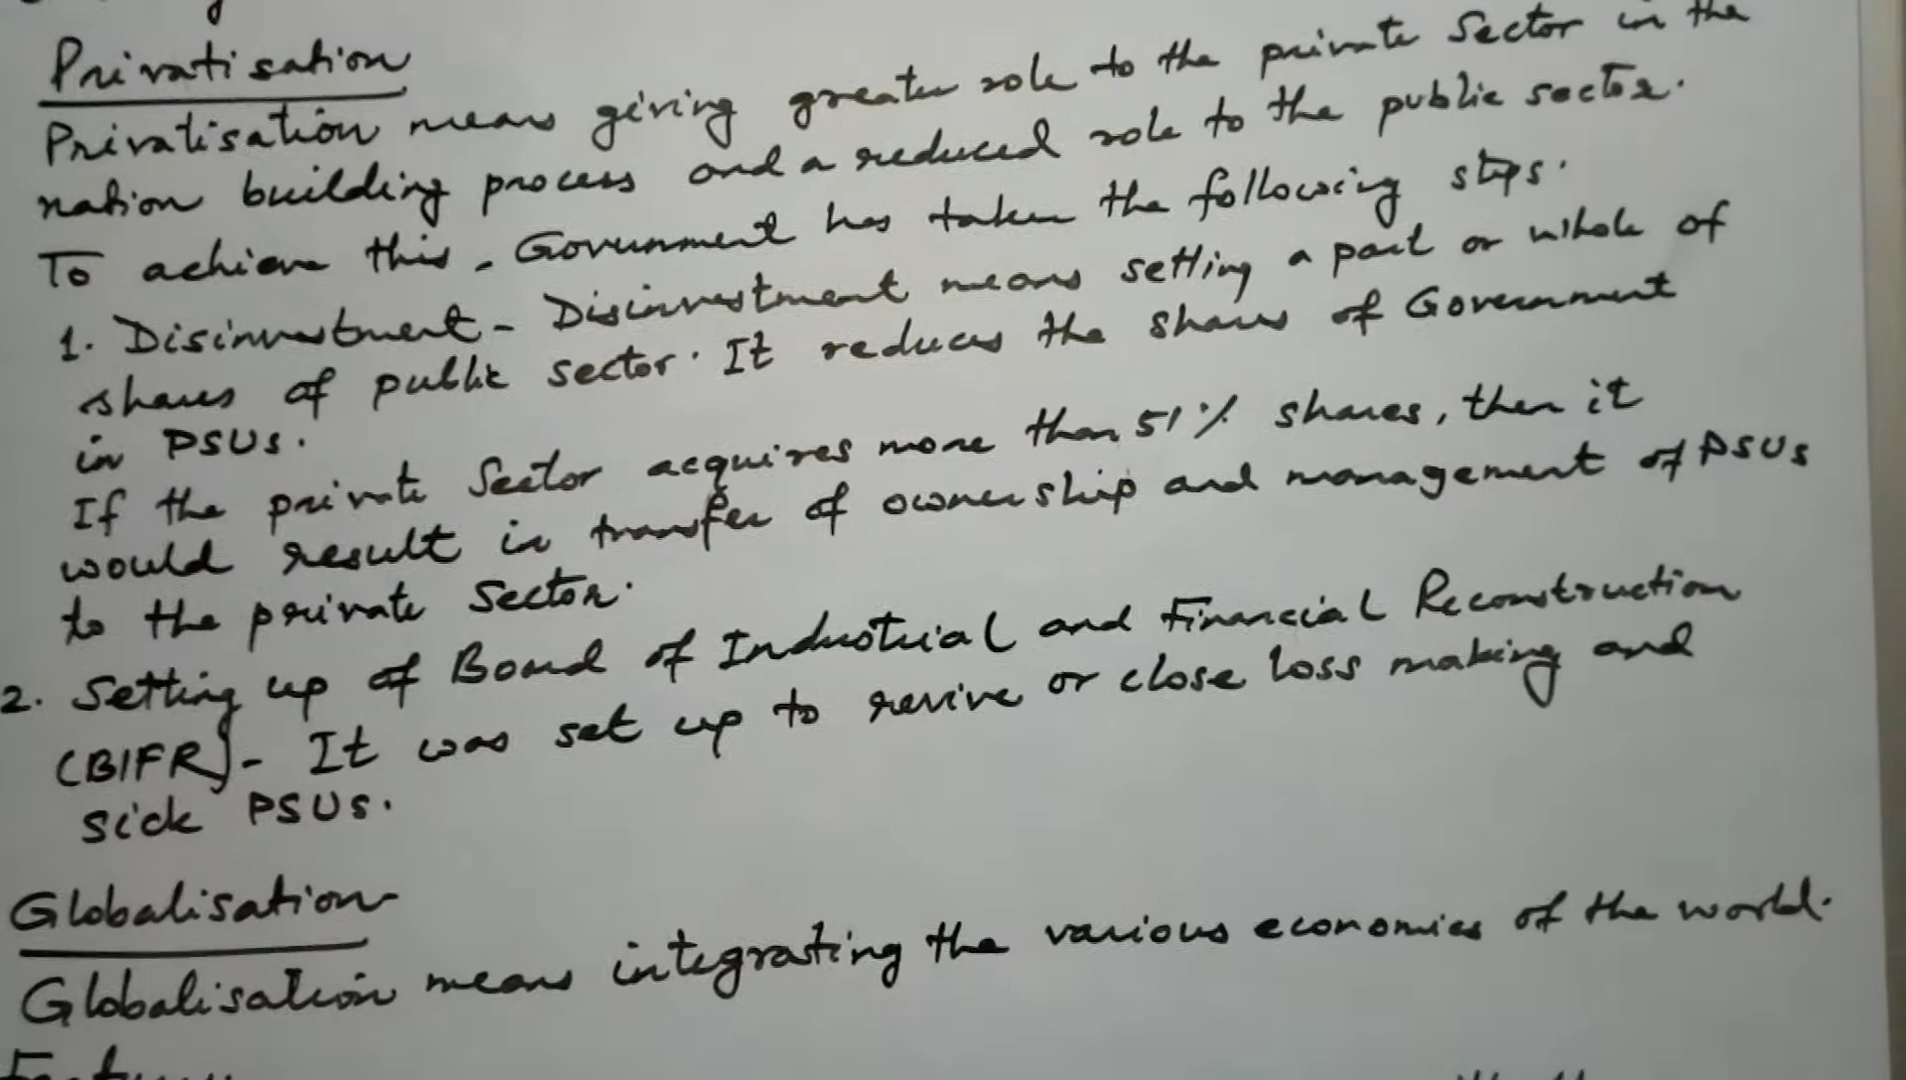 Privatisation
Privatisation means giving greater role to the private sector in the
nation building process and a reduced role to the public sector.
To achieve this, Government has taken the following steps.
1. Disinvestment - Disinvestment means selling a part or whole of
shares of public sector. It reduces the shares of Government
in PSUs.
If the private sector acquires more than 51% shares, then it
would result in transfer of ownership and management of PSUs
to the private sector.
2. Setting up of Board of Industrial and Financial Reconstruction
(BIFR) - It was set up to revive or close loss making and
sick PSUs.
Globalisation
Globalisation means integrating the various economies of the world.